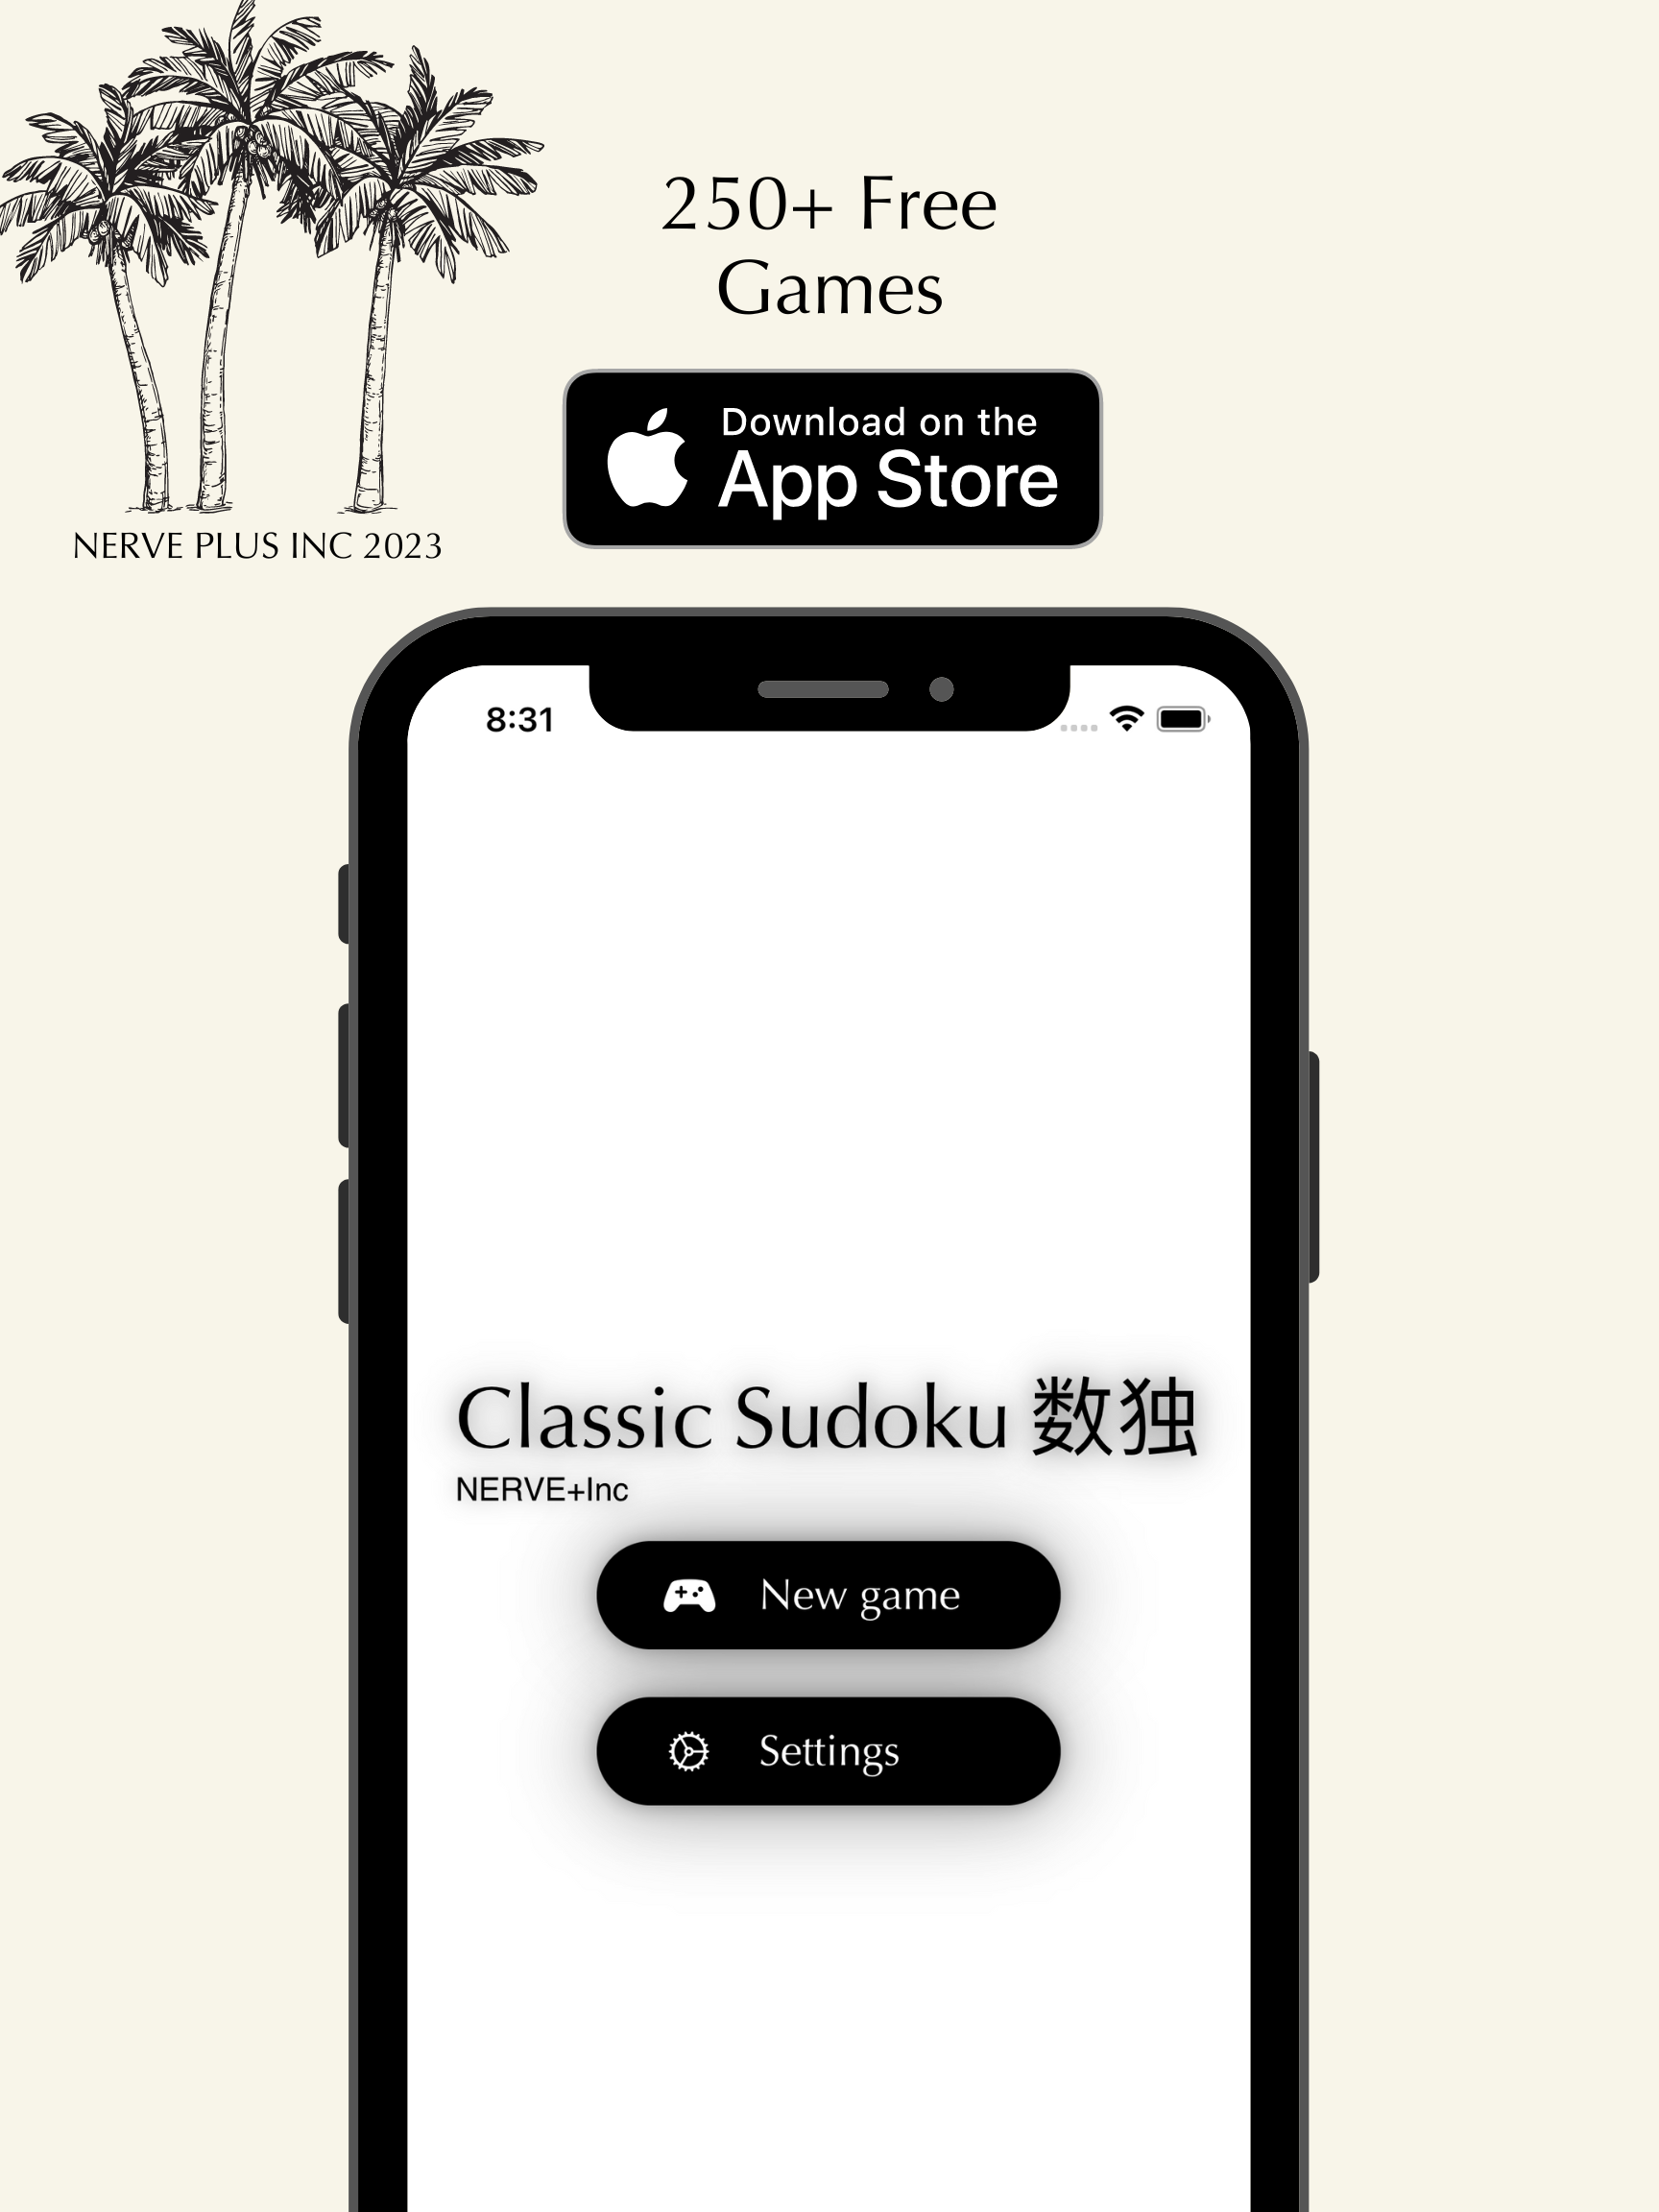 250+ Free
Games
Download on the
App Store
NERVE PLUS INC 2023
8:31
Classic Sudoku 数独
NERVE+Inc
New game
Settings